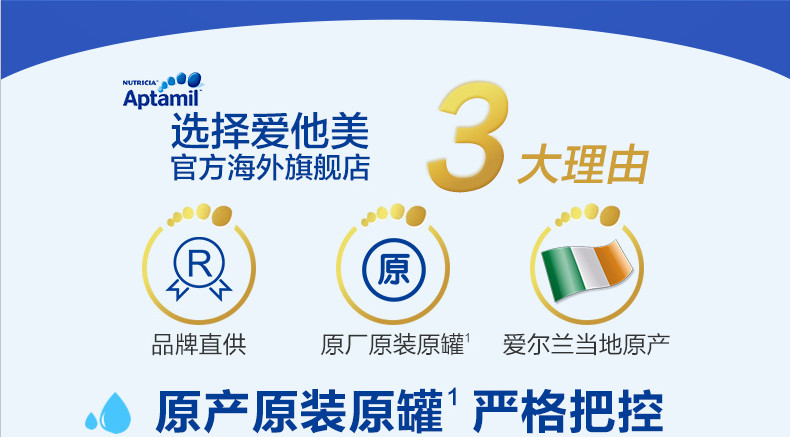 NUTRICIA
Aptamil
选择爱他美
官方海外旗舰店
3大理由
R
原
品牌直供
原厂原装原罐1
爱尔兰当地原产
原产原装原罐1 严格把控